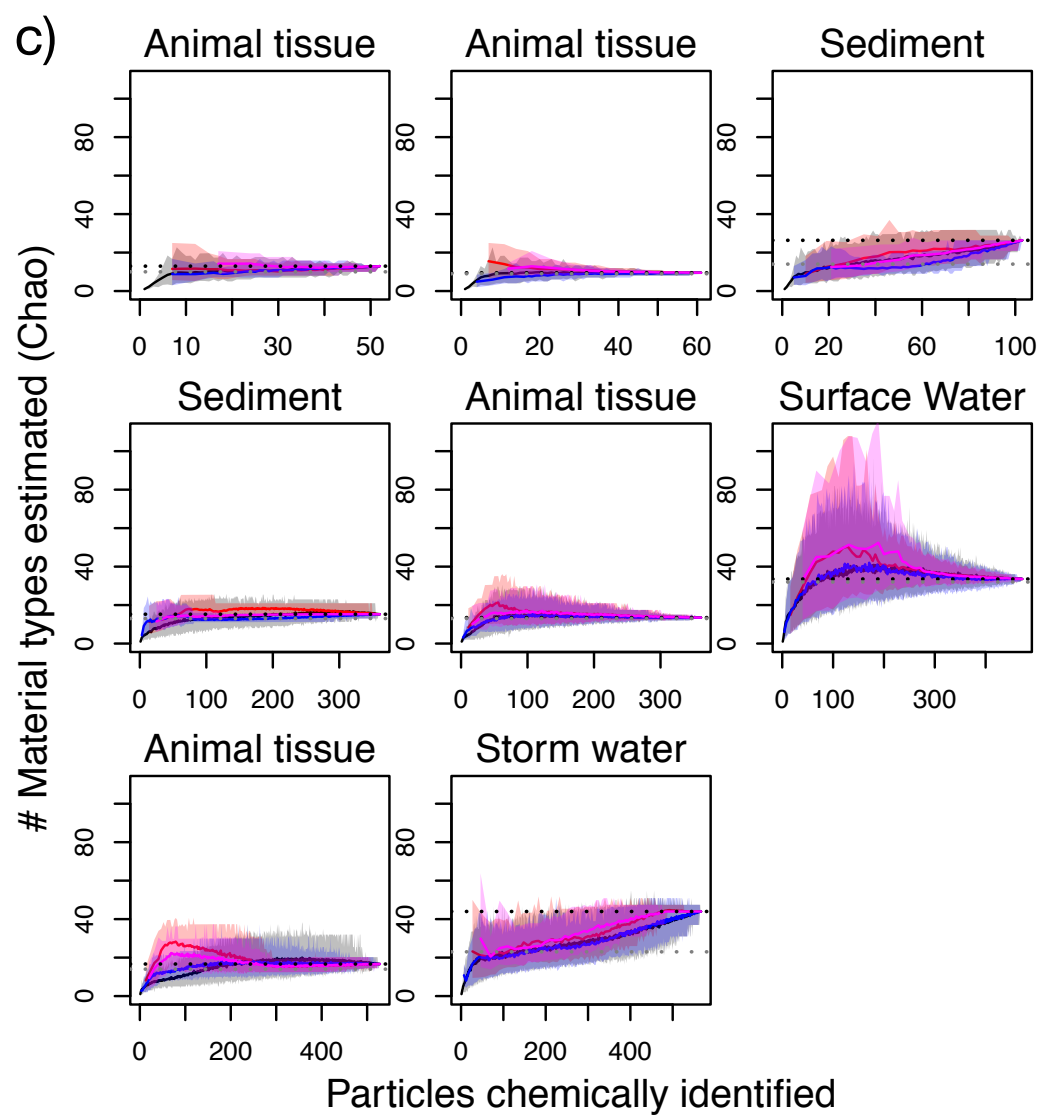 c)
Animal tissue Animal tissue Sediment
0 40 80 0 40 80 0 40 80
0 10 30 50 0 20 40 60 0 20 60 100
Sediment Animal tissue Surface Water
0 40 80 0 40 80 0 40 80
0 100 200 300 0 100 200 300 0 100 300
Animal tissue Storm water
0 40 80 0 40 80
0 200 400 0 200 400
# Material types estimated (Chao)
Particles chemically identified